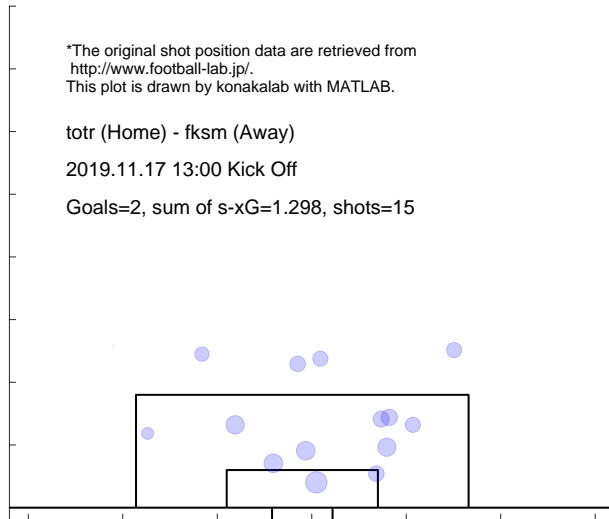 *The original shot position data are retrieved from
http://www.football-lab.jp/.
This plot is drawn by konakalab with MATLAB.
totr (Home) - fksm (Away)
2019.11.17 13:00 Kick Off
Goals=2, sum of s-xG=1.298, shots=15